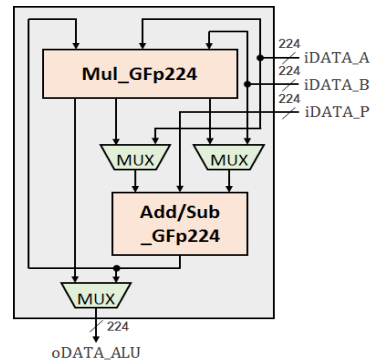 224
iDATA_A
Mul_GFp224
224
iDATA_B
224
iDATA_P
MUX
MUX
Add/Sub
_GFp224
MUX
224
oDATA_ALU